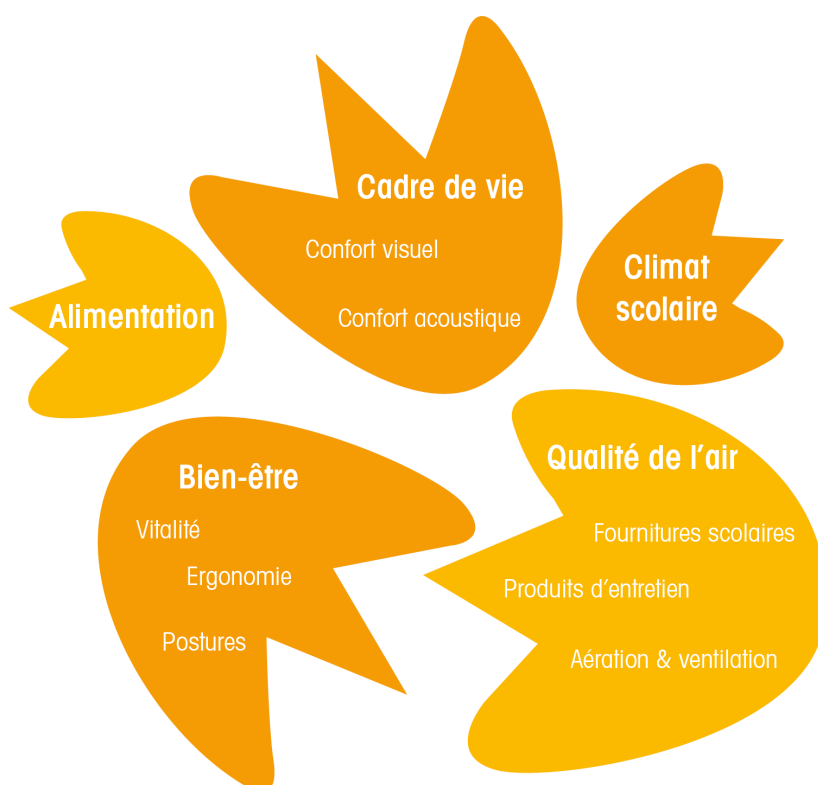 Cadre de vie
Confort visuel
Confort acoustique
Climat
scolaire
Alimentation
Bien-être
Vitalité
Ergonomie
Postures
Qualité de l'air
Fournitures scolaires
Produits d'entretien
Aération & ventilation